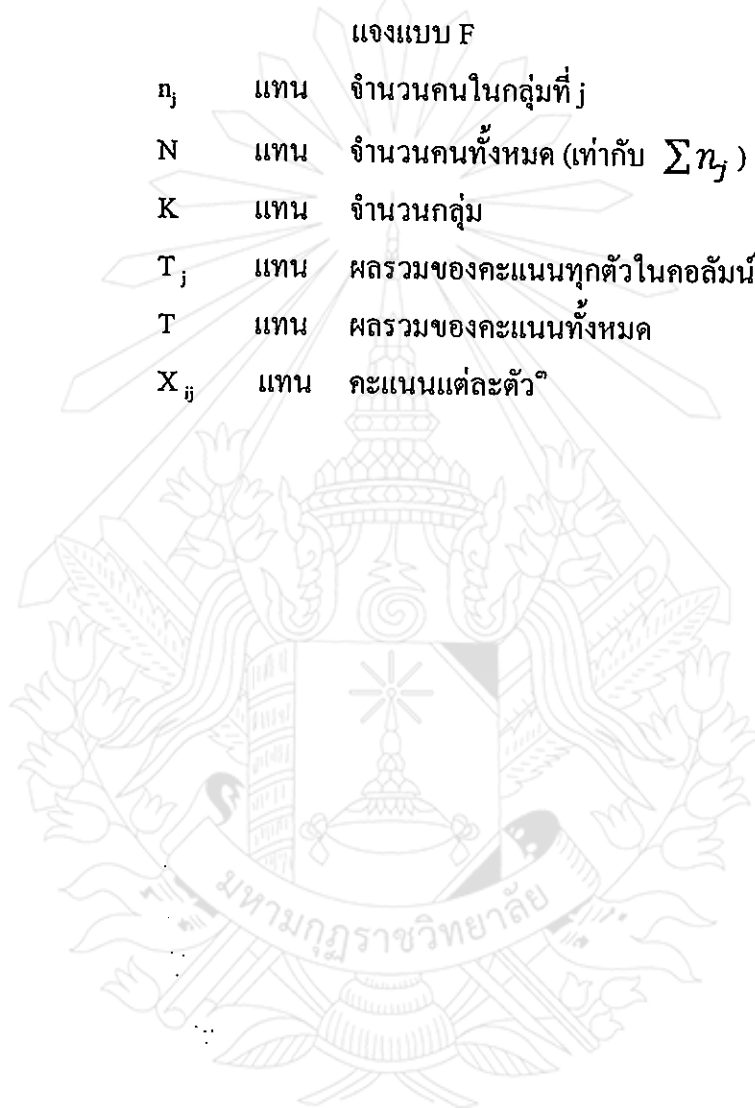 แจงแบบ F
nj แทน จำนวนคนในกลุ่มที่ j
N แทน จำนวนคนทั้งหมด (เท่ากับ ∑nj )
K แทน จำนวนกลุ่ม
Tj แทน ผลรวมของคะแนนทุกตัวในคอลัมน์
T แทน ผลรวมของคะแนนทั้งหมด
Xij แทน คะแนนแต่ละตัว๓
มหามกุฏราชวิทยาลัย